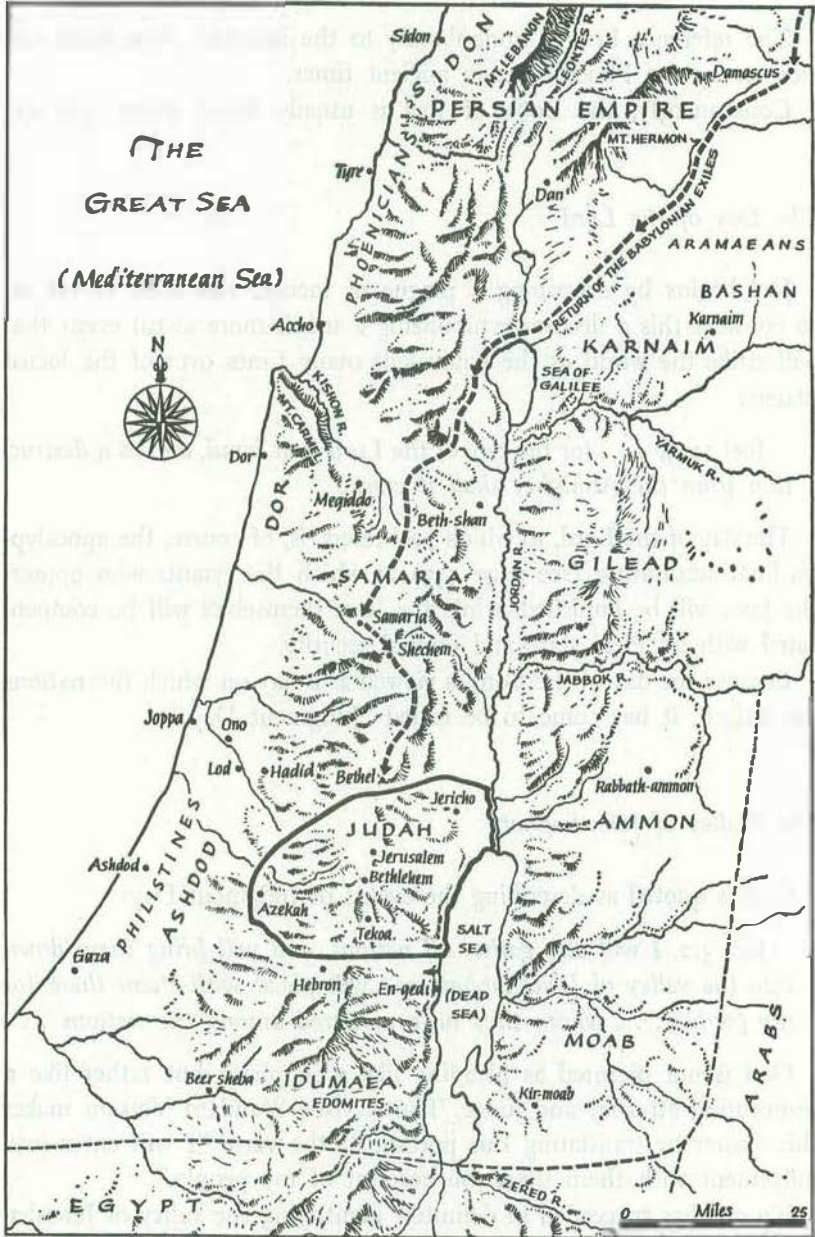 Sidon
SIDON
LEBANON
Damascus
PERSIAN EMPIRE
MT. HERMON
THE
GREAT SEA
(Mediterranean Sea)
Tyre
PHOENICIANS
Dan
RETURN OF THE BABYLONIAN EXILES
ARAMAEANS
BASHAN
Karnaim
KARNAIM
Accho
SEA OF
GALILEE
N
KISHON R.
MT. CARMEL
YARMUK R.
Dor
DOR
Megiddo
Beth-shan
GILEAD
SAMARIA
JORDAN R.
Samaria
Shechem
JABBOK R.
Joppa
Ono
Lod
Hadid
Bethel
Rabbath-ammon
Jericho
JUDAH
AMMON
PHILISTINES
ASHDOD
Jerusalem
Bethlehem
Ashdod
Azekah
Tekoa
SALT
SEA
Gaza
Hebron
En-gedi
(DEAD
SEA)
MOAB
ARABS
Beersheba
IDUMAEA
EDOMITES
Kir-moab
EGYPT
ZERED R.
0 Miles 25